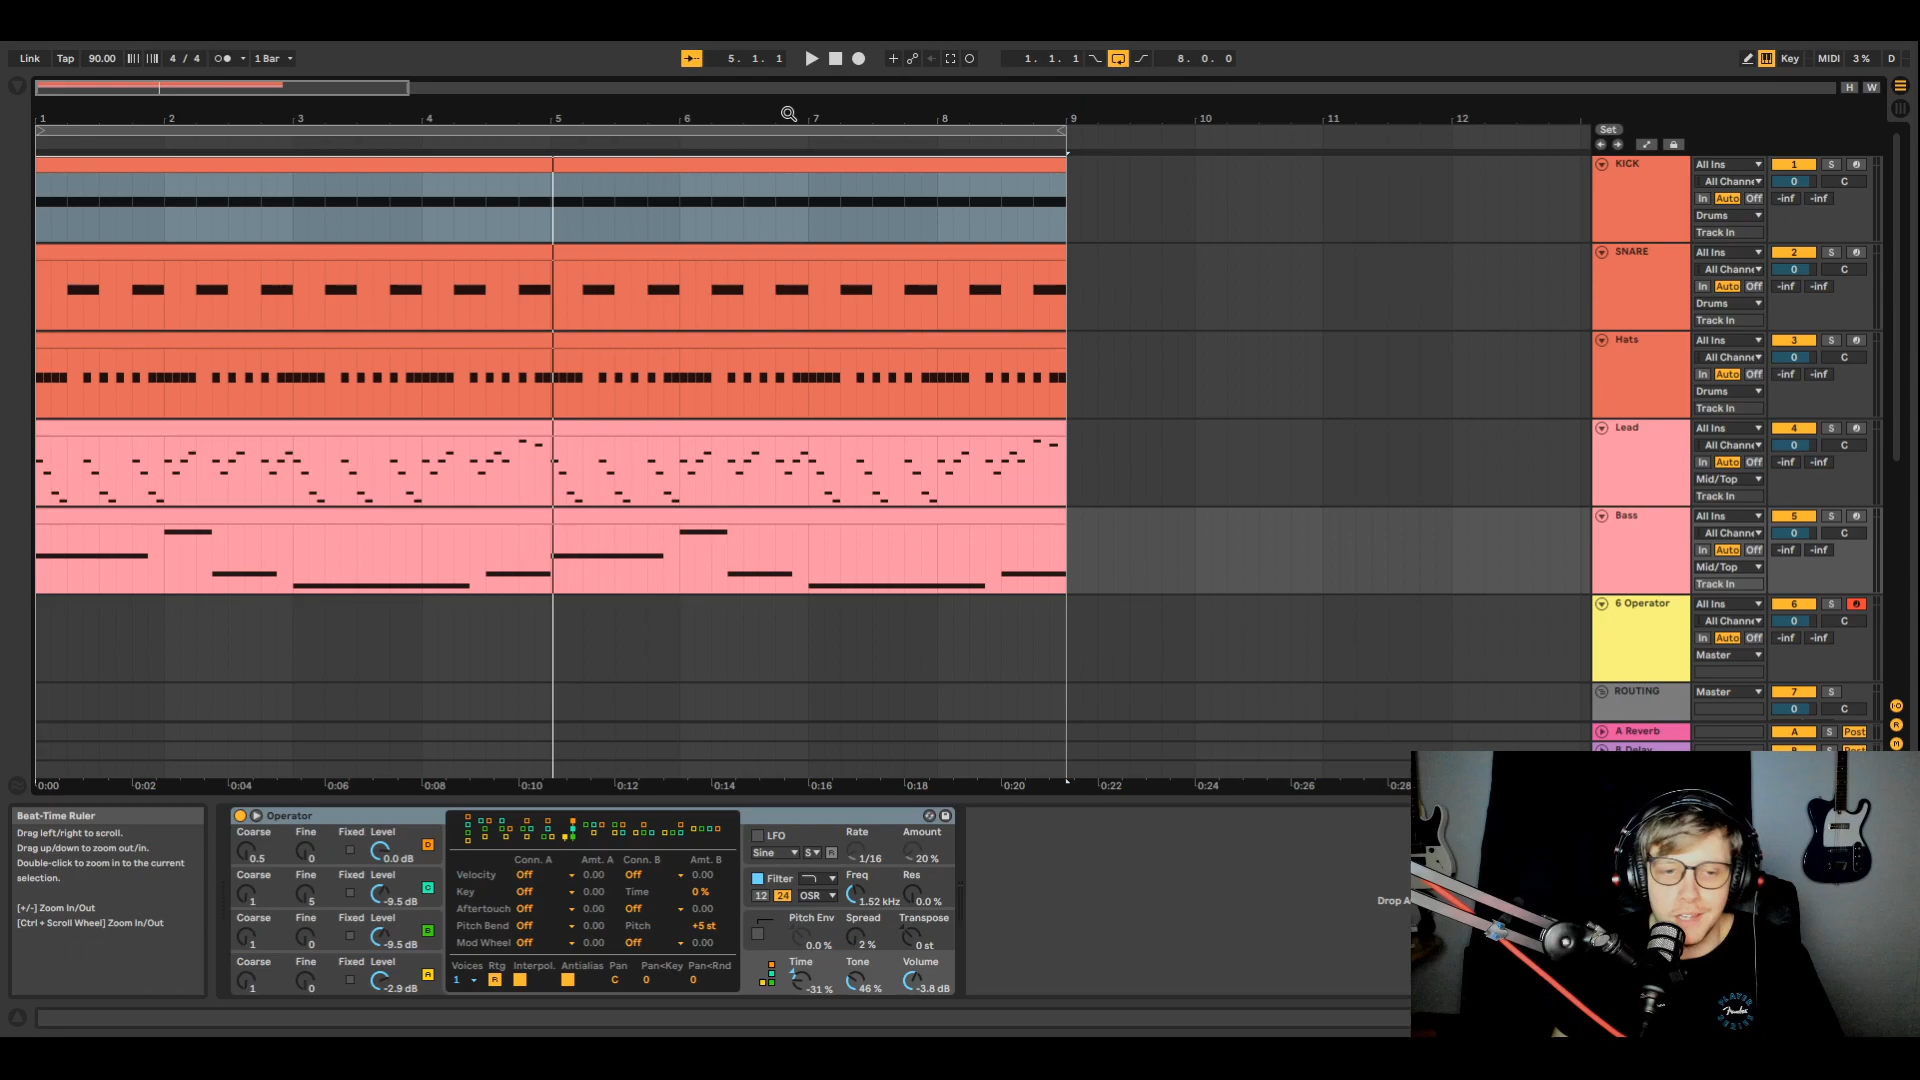 Link Tap 90.00 4 / 4 1 Bar 5. 1. 1 1. 1. 1 8. 0. 0 Key MIDI 3 % D
H W
1 2 3 4 5 6 7 8 9 10 11 12
Set
KICK All Ins 1 S
All Channe 0 C
In Auto Off -inf -inf
Drums
Track In
SNARE All Ins 2 S
All Channe 0 C
In Auto Off -inf -inf
Drums
Track In
Hats All Ins 3 S
All Channe 0 C
In Auto Off -inf -inf
Drums
Track In
Lead All Ins 4 S
All Channe 0 C
In Auto Off -inf -inf
Mid/Top
Track In
Bass All Ins 5 S
All Channe 0 C
In Auto Off -inf -inf
Mid/Top
Track In
6 Operator All Ins 6 S
All Channe 0 C
In Auto Off -inf -inf
Master
ROUTING Master 7 S
0 C
A Reverb A S Post
B Delay
0:00 0:02 0:04 0:06 0:08 0:10 0:12 0:14 0:16 0:18 0:20 0:22 0:24 0:26 0:28
Beat-Time Ruler
Drag left/right to scroll.
Drag up/down to zoom out/in.
Double-click to zoom in to the current
selection.
[+/-] Zoom In/Out
[Ctrl + Scroll Wheel] Zoom In/Out
Operator
Coarse Fine Fixed Level
0.5 0 0.0 dB D
Coarse Fine Fixed Level
1 5 -9.5 dB C
Coarse Fine Fixed Level
1 0 -9.5 dB B
Coarse Fine Fixed Level
1 0 -2.9 dB A
Conn. A Amt. A Conn. B Amt. B
Velocity Off 0.00 Off 0.00
Key Off 0.00 Time 0 %
Aftertouch Off 0.00 Off 0.00
Pitch Bend Off 0.00 Pitch +5 st
Mod Wheel Off 0.00 Off 0.00
Voices Rtg Interpol. Antialias Pan Pan<Key Pan<Rnd
1 R C 0 0
LFO Rate Amount
Sine S R 1/16 20 %
Filter Freq Res
12 24 OSR 1.52 kHz 0.0 %
Pitch Env Spread Transpose
0.0 % 2 % 0 st
Time Tone Volume
-31 % 46 % -3.8 dB
Drop A
PLAYER
Fender
SERIES